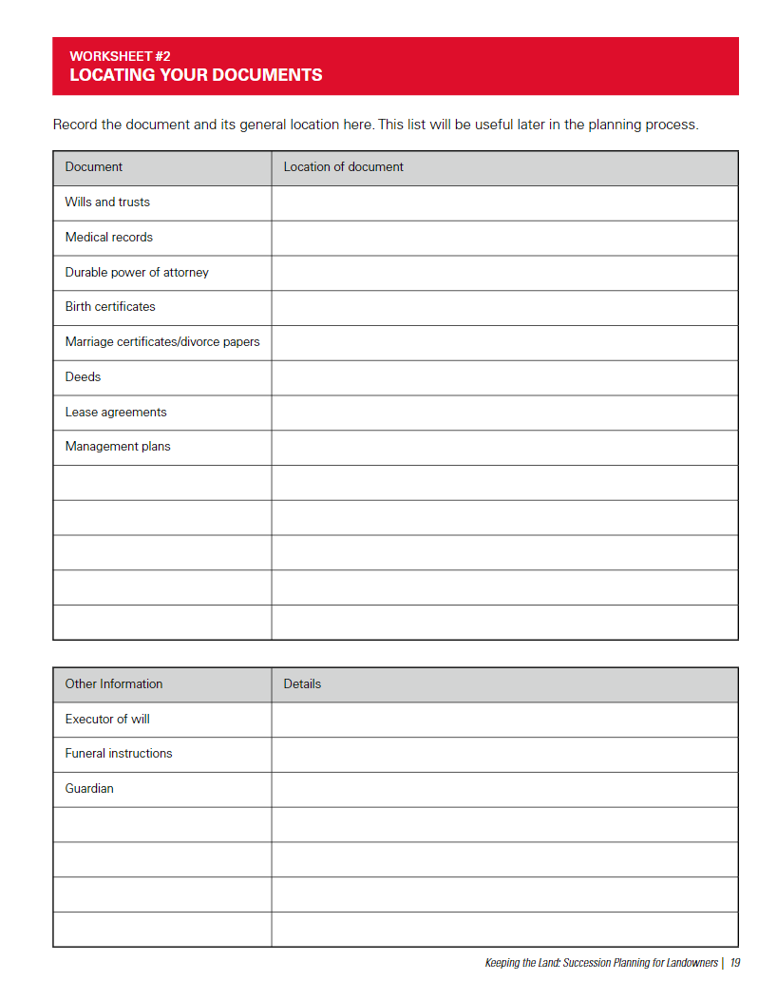 WORKSHEET #2
LOCATING YOUR DOCUMENTS
Record the document and its general location here. This list will be useful later in the planning process.
Document Location of document
Wills and trusts
Medical records
Durable power of attorney
Birth certificates
Marriage certificates/divorce papers
Deeds
Lease agreements
Management plans
Other Information Details
Executor of will
Funeral instructions
Guardian
Keeping the Land: Succession Planning for Landowners | 19